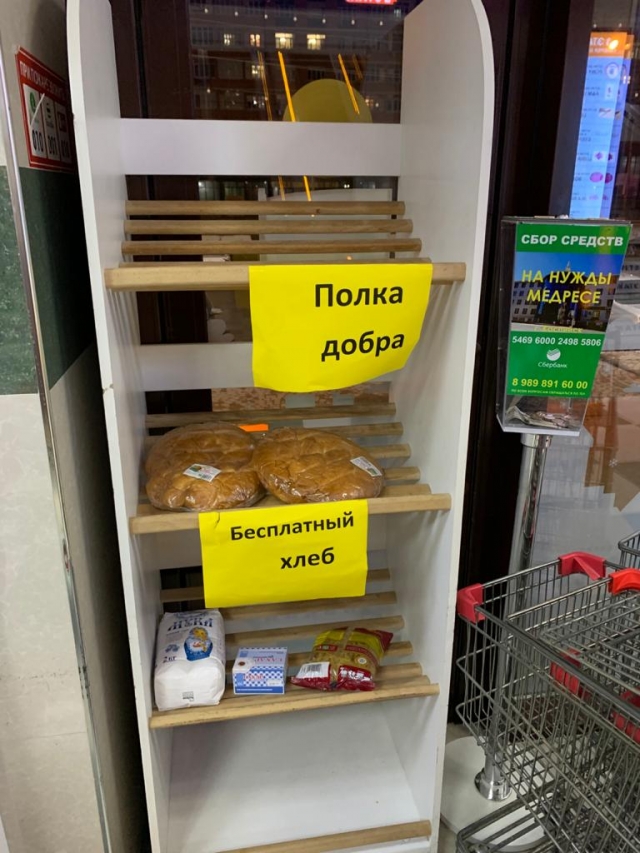 СБОР СРЕДСТВ
НА НУЖДЫ
МЕДРЕСЕ
5469 6000 2498 5806
Сбербанк
8 989 891 60 00
Полка
добра
Бесплатный
хлеб